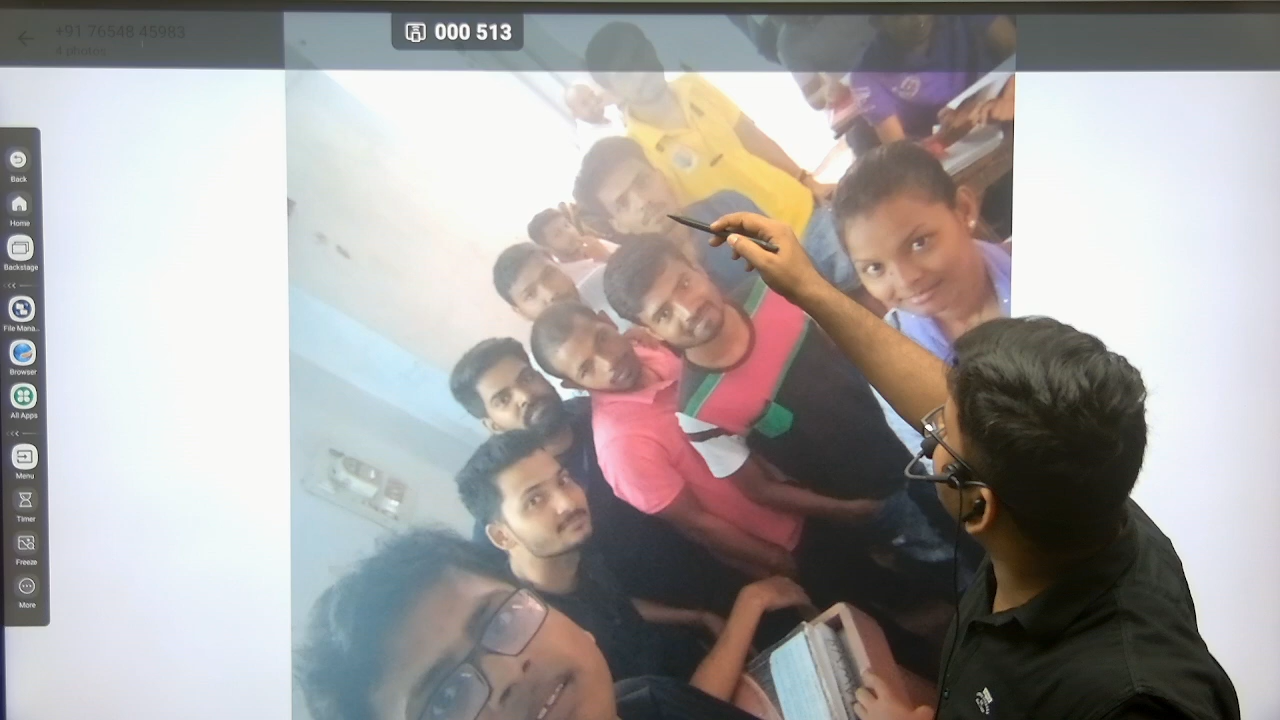 +91 76548 45983
4 photos
000 513
Back
Home
Backstage
File Mana...
Browser
All Apps
Menu
Timer
Freeze
More